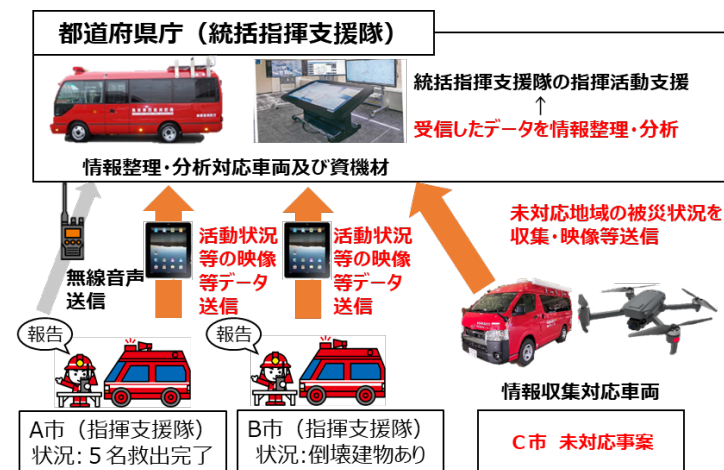 都道府県庁（統括指揮支援隊）
統括指揮支援隊の指揮活動支援
↑
受信したデータを情報整理・分析
情報整理・分析対応車両及び資機材
無線音声
送信
活動状況
等の映像
等データ
送信
活動状況
等の映像
等データ
送信
未対応地域の被災状況を
収集・映像等送信
報告
報告
情報収集対応車両
A市（指揮支援隊）
状況：５名救出完了
B市（指揮支援隊）
状況:倒壊建物あり
C市 未対応事案